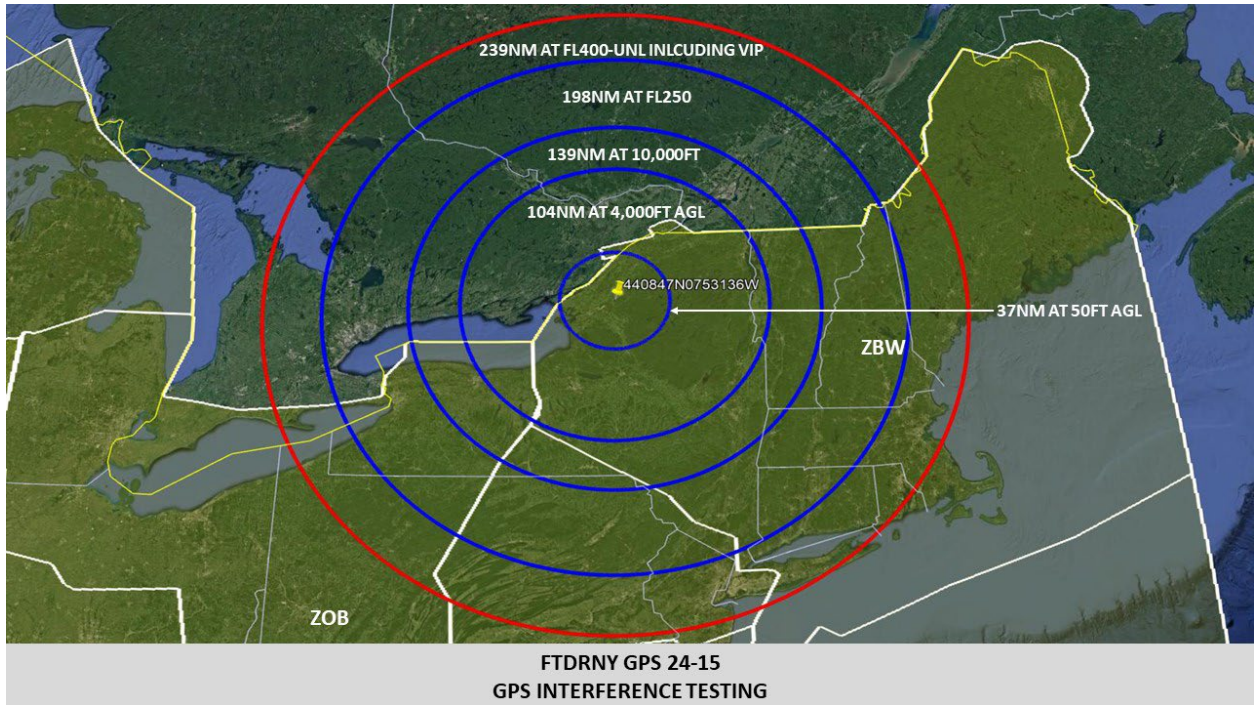 239NM AT FL400-UNL INLCUDING VIP
198NM AT FL250
139NM AT 10,000FT
104NM AT 4,000FT AGL
440847N0753136W
37NM AT 50FT AGL
ZBW
ZOB
FTDRNY GPS 24-15
GPS INTERFERENCE TESTING